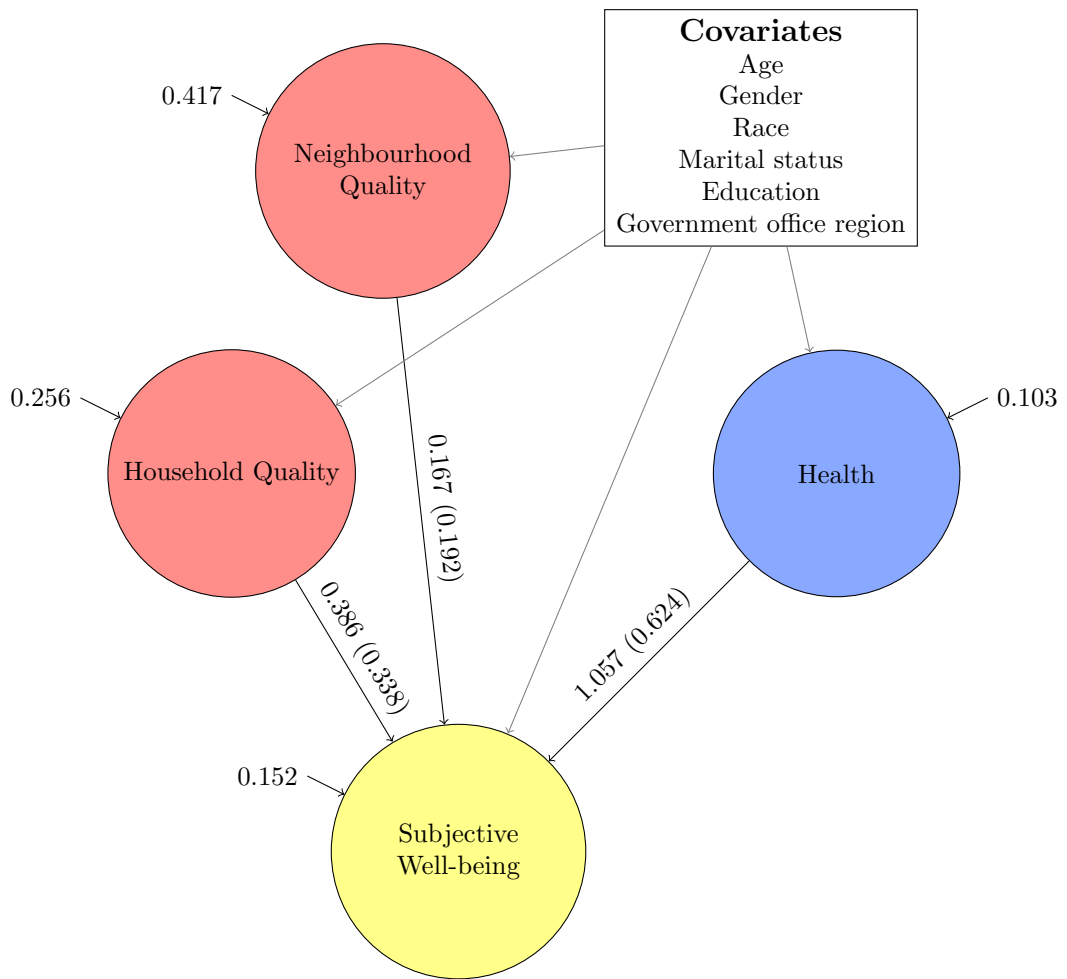 Covariates
Age
Gender
Race
Marital status
Education
Government office region
0.417
Neighbourhood
Quality
0.256
Household Quality
0.103
Health
0.167 (0.192)
0.386 (0.338)
1.057 (0.624)
0.152
Subjective
Well-being